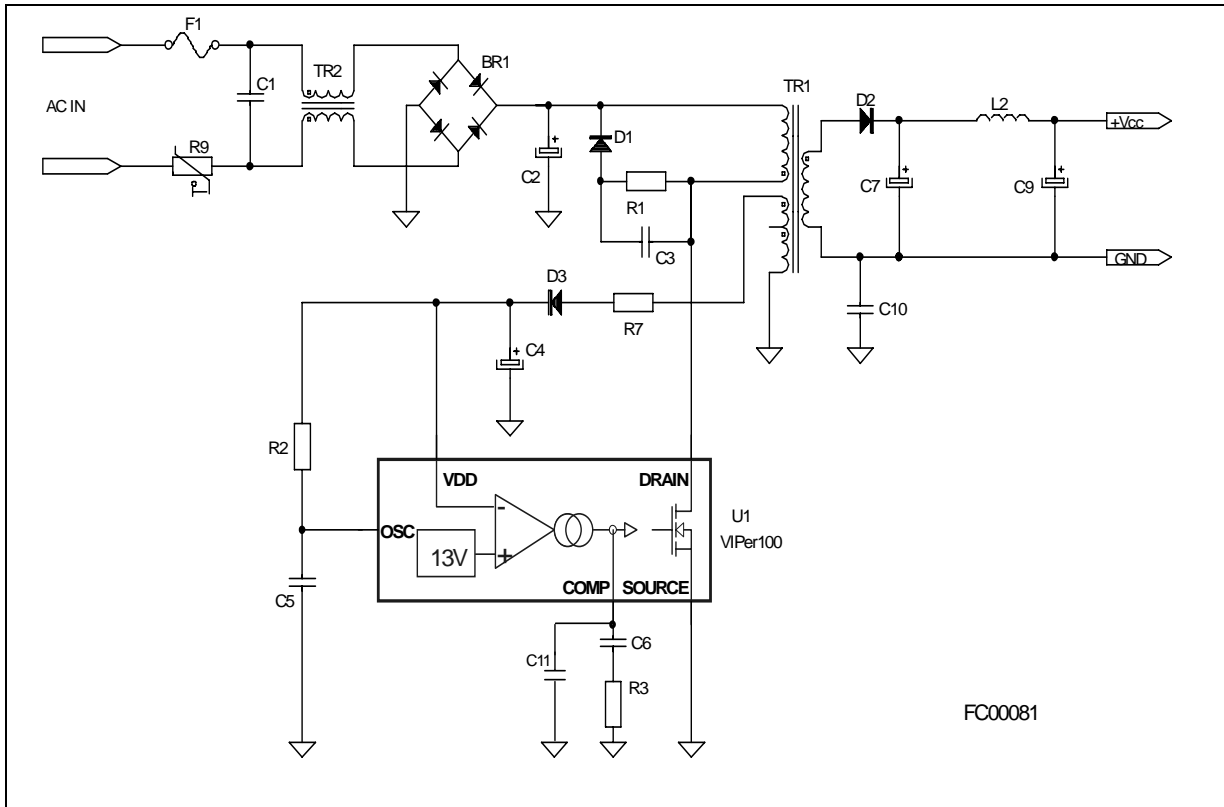 F1
TR2
BR1
C1
AC IN
R9
TR1
D2
L2
+Vcc
D1
C2
R1
C3
C7
C9
GND
D3
R7
C10
C4
R2
VDD
DRAIN
OSC
13V
-
+
U1
VIPer100
COMP SOURCE
C5
C11
C6
R3
FC00081